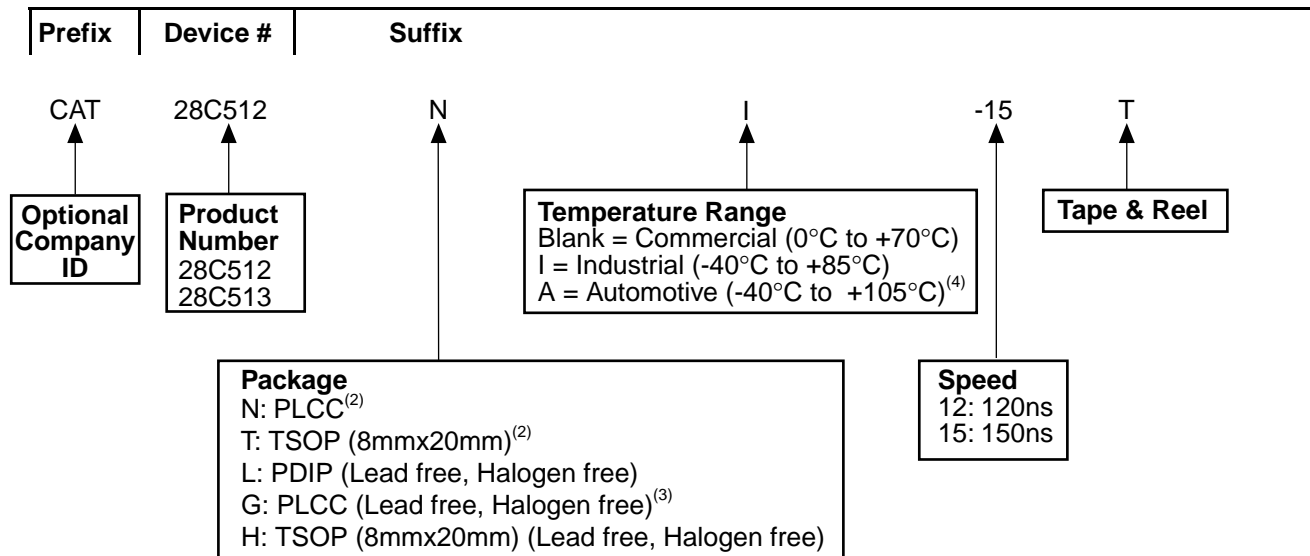 Prefix Device # Suffix
CAT 28C512 N I -15 T
Optional
Company
ID
Product
Number
28C512
28C513
Temperature Range
Blank = Commercial (0°C to +70°C)
I = Industrial (-40°C to +85°C)
A = Automotive (-40°C to +105°C)(4)
Tape & Reel
Package
N: PLCC(2)
T: TSOP (8mmx20mm)(2)
L: PDIP (Lead free, Halogen free)
G: PLCC (Lead free, Halogen free)(3)
H: TSOP (8mmx20mm) (Lead free, Halogen free)
Speed
12: 120ns
15: 150ns